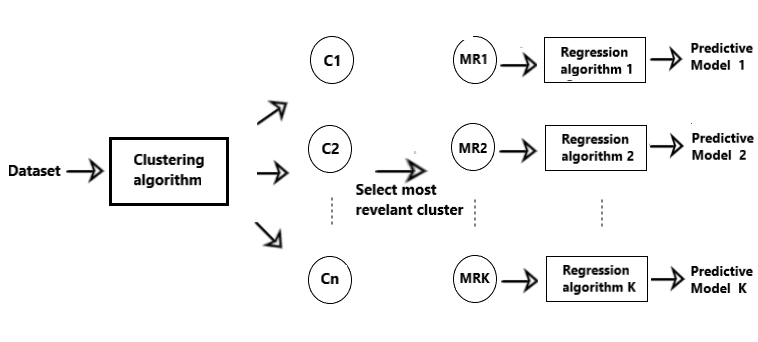 C1
MR1
Regression
algorithm 1
Predictive
Model 1
Dataset
Clustering
algorithm
C2
Select most
revelant cluster
MR2
Regression
algorithm 2
Predictive
Model 2
Cn
MRK
Regression
algorithm K
Predictive
Model K